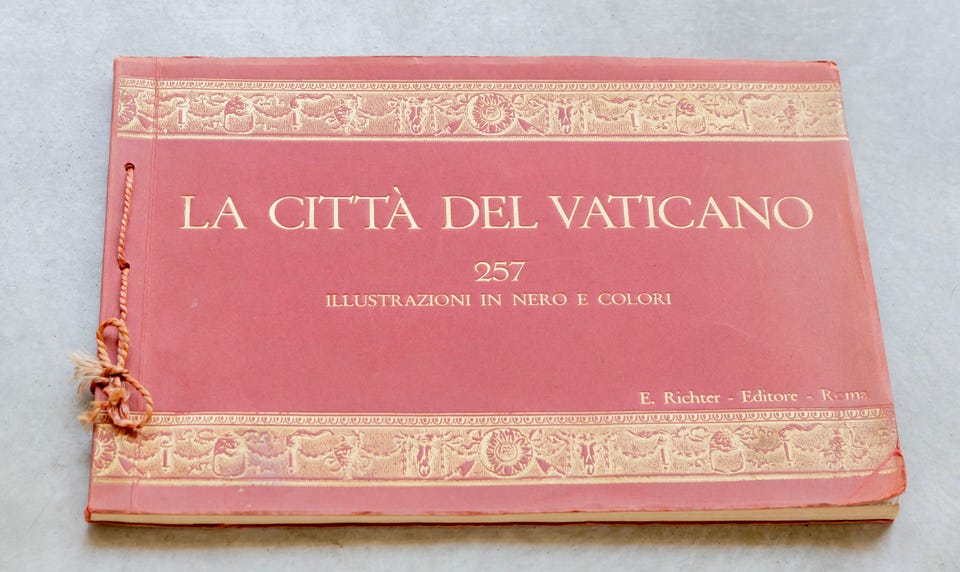 LA CITTÀ DEL VATICANO
257
ILLUSTRAZIONI IN NERO E COLORI
E. Richter - Editore - Roma